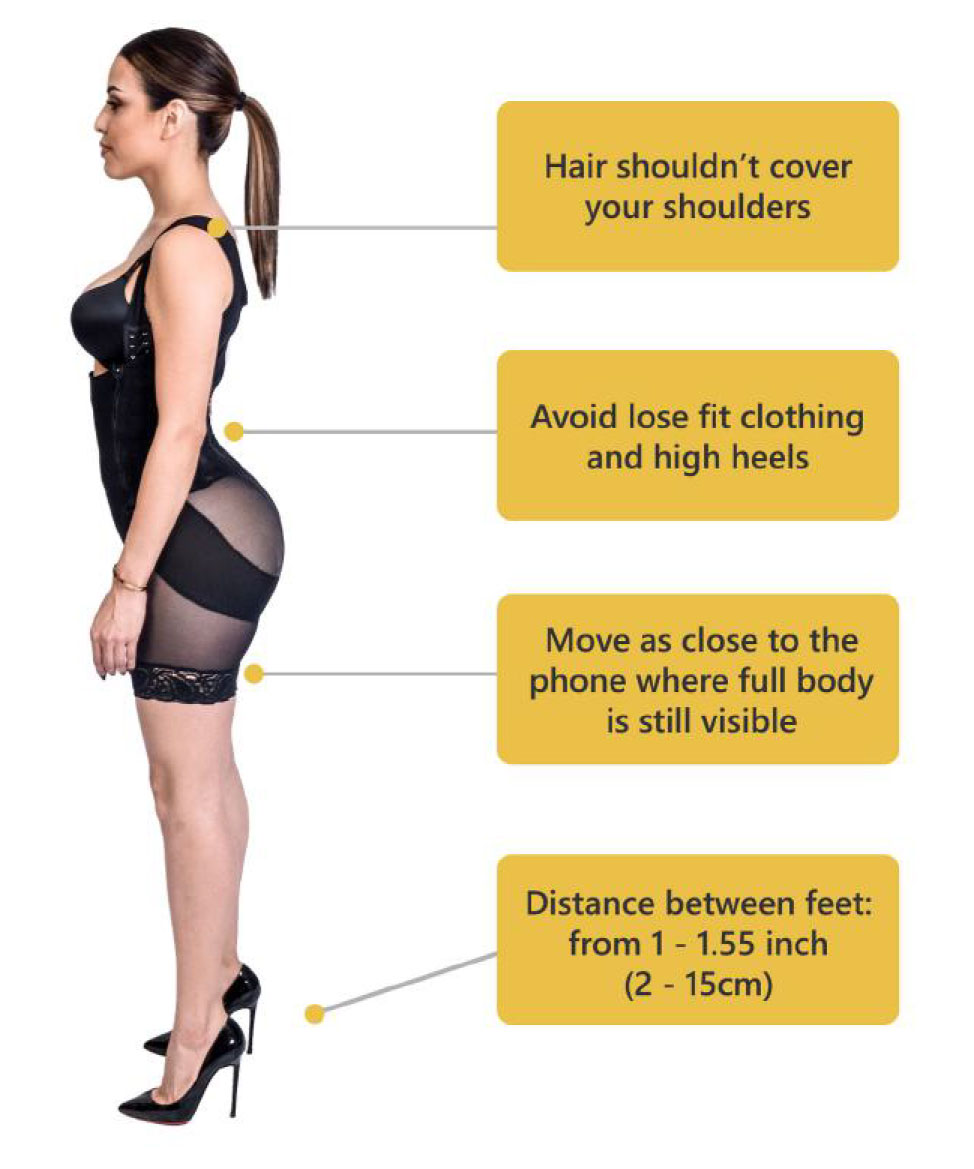 Hair shouldn’t cover
your shoulders
Avoid lose fit clothing
and high heels
Move as close to the
phone where full body
is still visible
Distance between feet:
from 1 - 1.55 inch
(2 - 15cm)